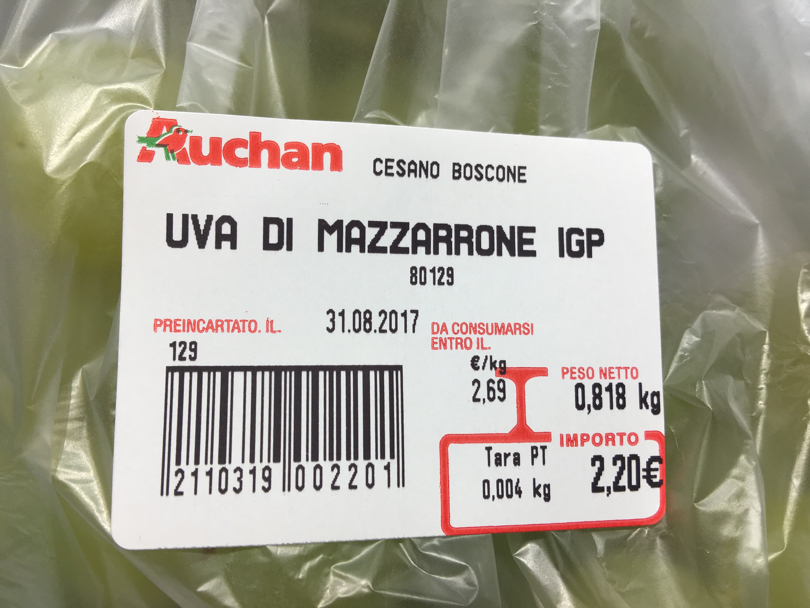 Auchan CESANO BOSCONE
UVA DI MAZZARRONE IGP
80129
PREINCARTATO. IL. 31.08.2017 DA CONSUMARSI
ENTRO IL.
129
€/kg PESO NETTO
2,69 0,818 kg
IMPORTO
Tara PT 2,20€
0,004 kg
2110319 002201